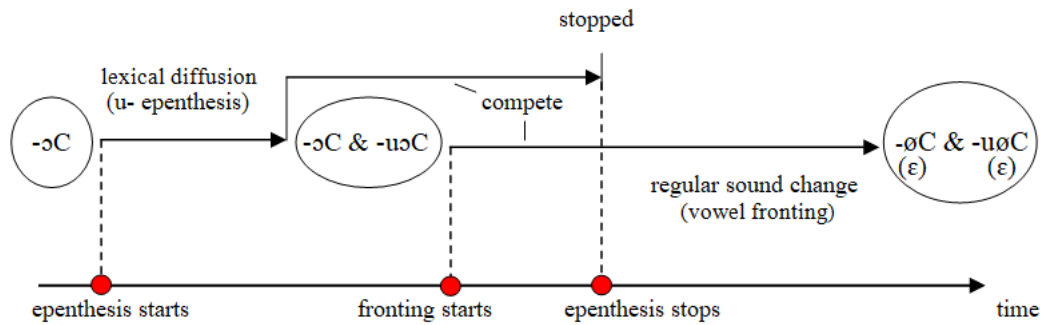 stopped
lexical diffusion
(u- epenthesis)
compete
-ɔC
-ɔC & -uɔC
-øC & -uøC
(ɛ) (ɛ)
regular sound change
(vowel fronting)
epenthesis starts
fronting starts
epenthesis stops
time